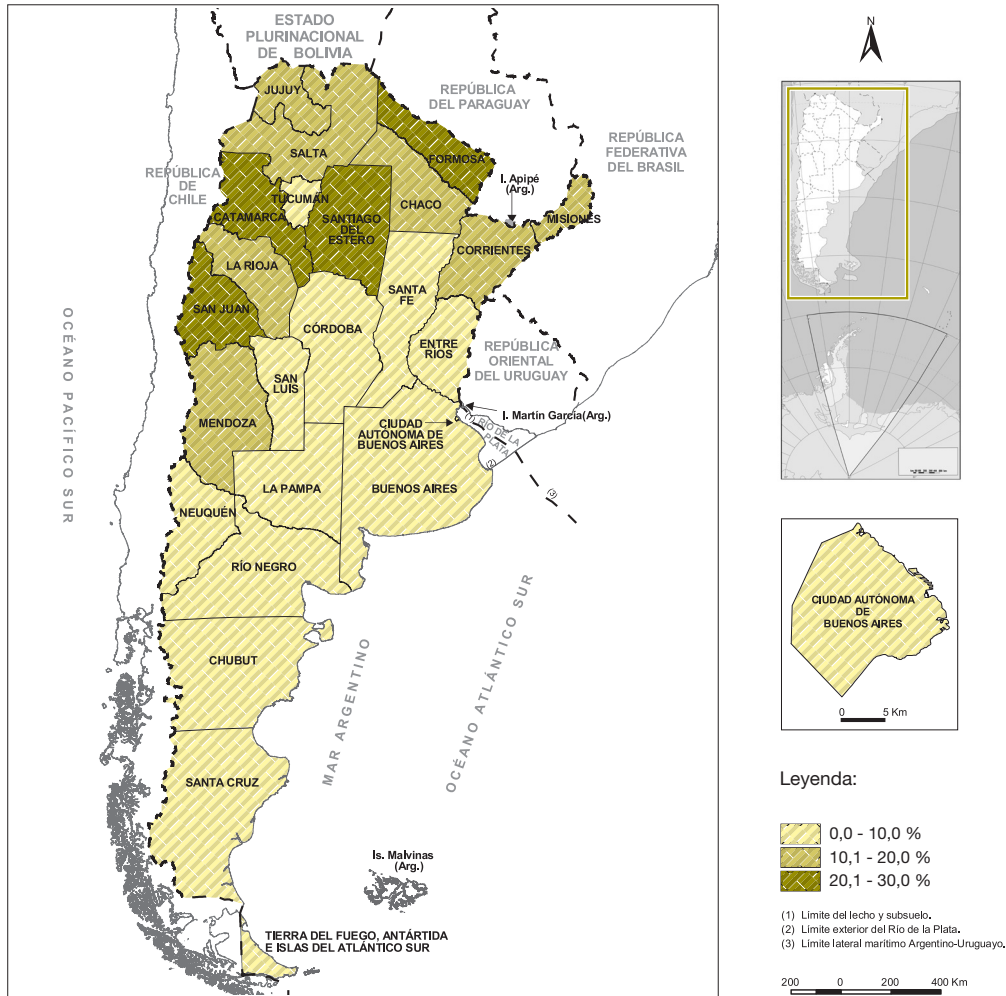 ESTADO
PLURINACIONAL
DE BOLIVIA
REPÚBLICA
DEL PARAGUAY
REPÚBLICA
FEDERATIVA
DEL BRASIL
REPÚBLICA
DE
CHILE
JUJUY
SALTA
FORMOSA
I. Apipé
(Arg.)
TUCUMÁN
CATAMARCA
SANTIAGO
DEL
ESTERO
CHACO
MISIONES
CORRIENTES
LA RIOJA
SANTA
FE
SAN JUAN
CÓRDOBA
ENTRE
RÍOS
REPÚBLICA
ORIENTAL
DEL URUGUAY
SAN
LUIS
MENDOZA
I. Martín García(Arg.)
CIUDAD
AUTÓNOMA DE
BUENOS AIRES
(1)
RÍO DE LA
PLATA
(2)
(3)
LA PAMPA
BUENOS AIRES
NEUQUÉN
RÍO NEGRO
CHUBUT
SANTA CRUZ
OCÉANO PACÍFICO SUR
MAR ARGENTINO
OCÉANO ATLÁNTICO SUR
Is. Malvinas
(Arg.)
TIERRA DEL FUEGO, ANTÁRTIDA
E ISLAS DEL ATLÁNTICO SUR
N
CIUDAD AUTÓNOMA
DE
BUENOS AIRES
0 5 Km
Leyenda:
0,0 - 10,0 %
10,1 - 20,0 %
20,1 - 30,0 %
(1) Límite del lecho y subsuelo.
(2) Límite exterior del Río de la Plata.
(3) Límite lateral marítimo Argentino-Uruguayo.
200 0 200 400 Km